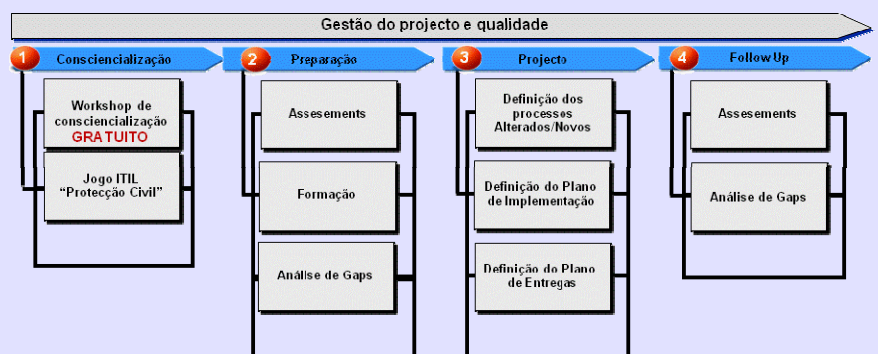 Gestão do projecto e qualidade
1 Consciencialização
2 Preparação
3 Projecto
4 Follow Up
Workshop de
consciencialização
GRATUITO
Jogo ITIL
“Protecção Civil”
Assesements
Formação
Análise de Gaps
Definição dos
processos
Alterados/Novos
Definição do Plano
de Implementação
Definição do Plano
de Entregas
Assesements
Análise de Gaps